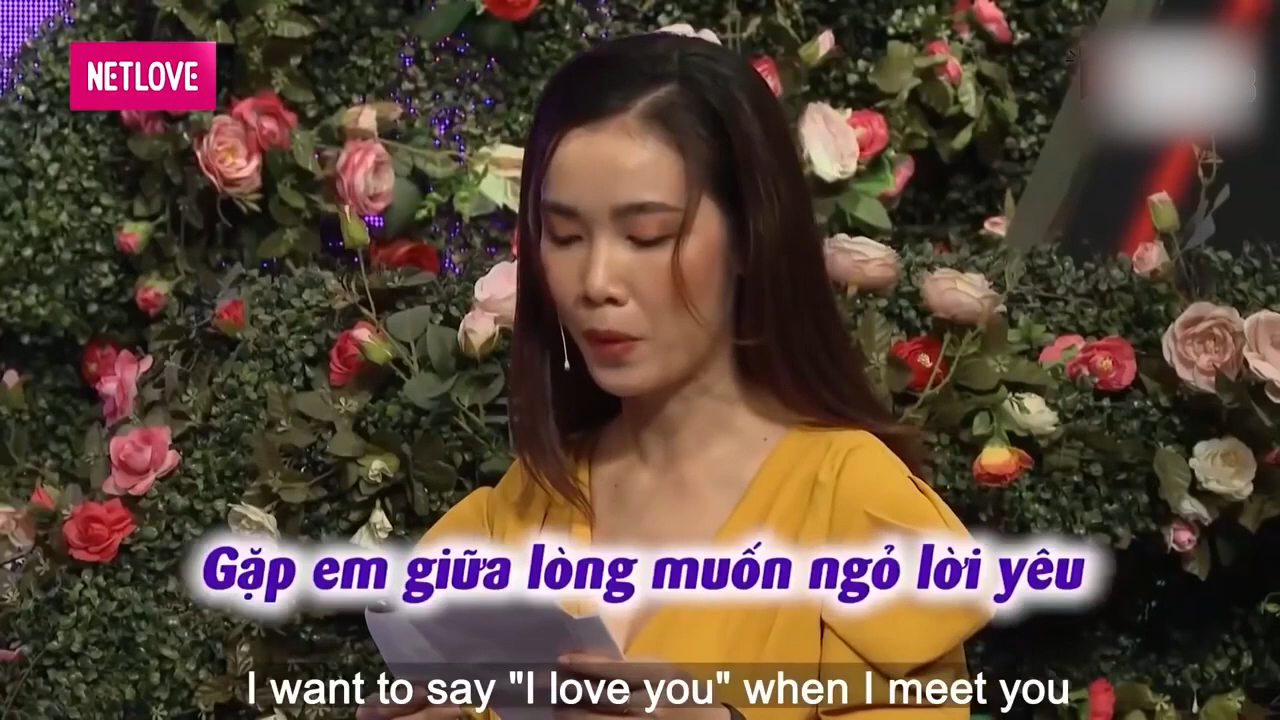 NETLOVE
Gặp em giữa lòng muốn ngỏ lời yêu
I want to say "I love you" when I meet you